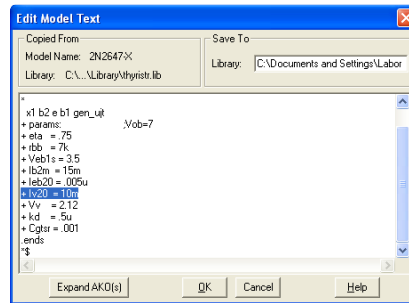 Edit Model Text
Copied From
Model Name: 2N2647-X
Library: C:\...\Library\thyristr.lib
Save To
Library: C:\Documents and Settings\Labor
*
x1 b2 e b1 gen_ujt
+ params: ;Vob=7
+ eta = .75
+ rbb = 7k
+ Veb1s = 3.5
+ Ib2m = 15m
+ Ieb20 = .005u
+ Iv20 = 10m
+ Vv = 2.12
+ kd = .5u
+ Cgtsr = .001
.ends
*$
Expand AKO(s)
OK
Cancel
Help